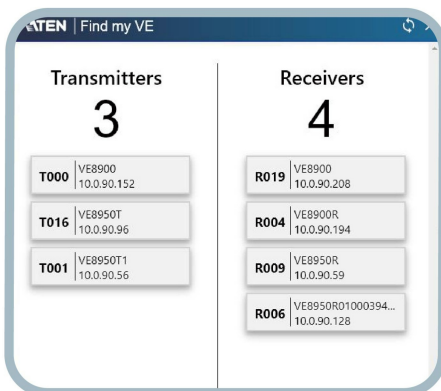 ATEN | Find my VE
Transmitters
3
T000 VE8900
10.0.90.152
T016 VE8950T
10.0.90.96
T001 VE8950T1
10.0.90.56
Receivers
4
R019 VE8900
10.0.90.208
R004 VE8900R
10.0.90.194
R009 VE8950R
10.0.90.59
R006 VE8950R01000394...
10.0.90.128